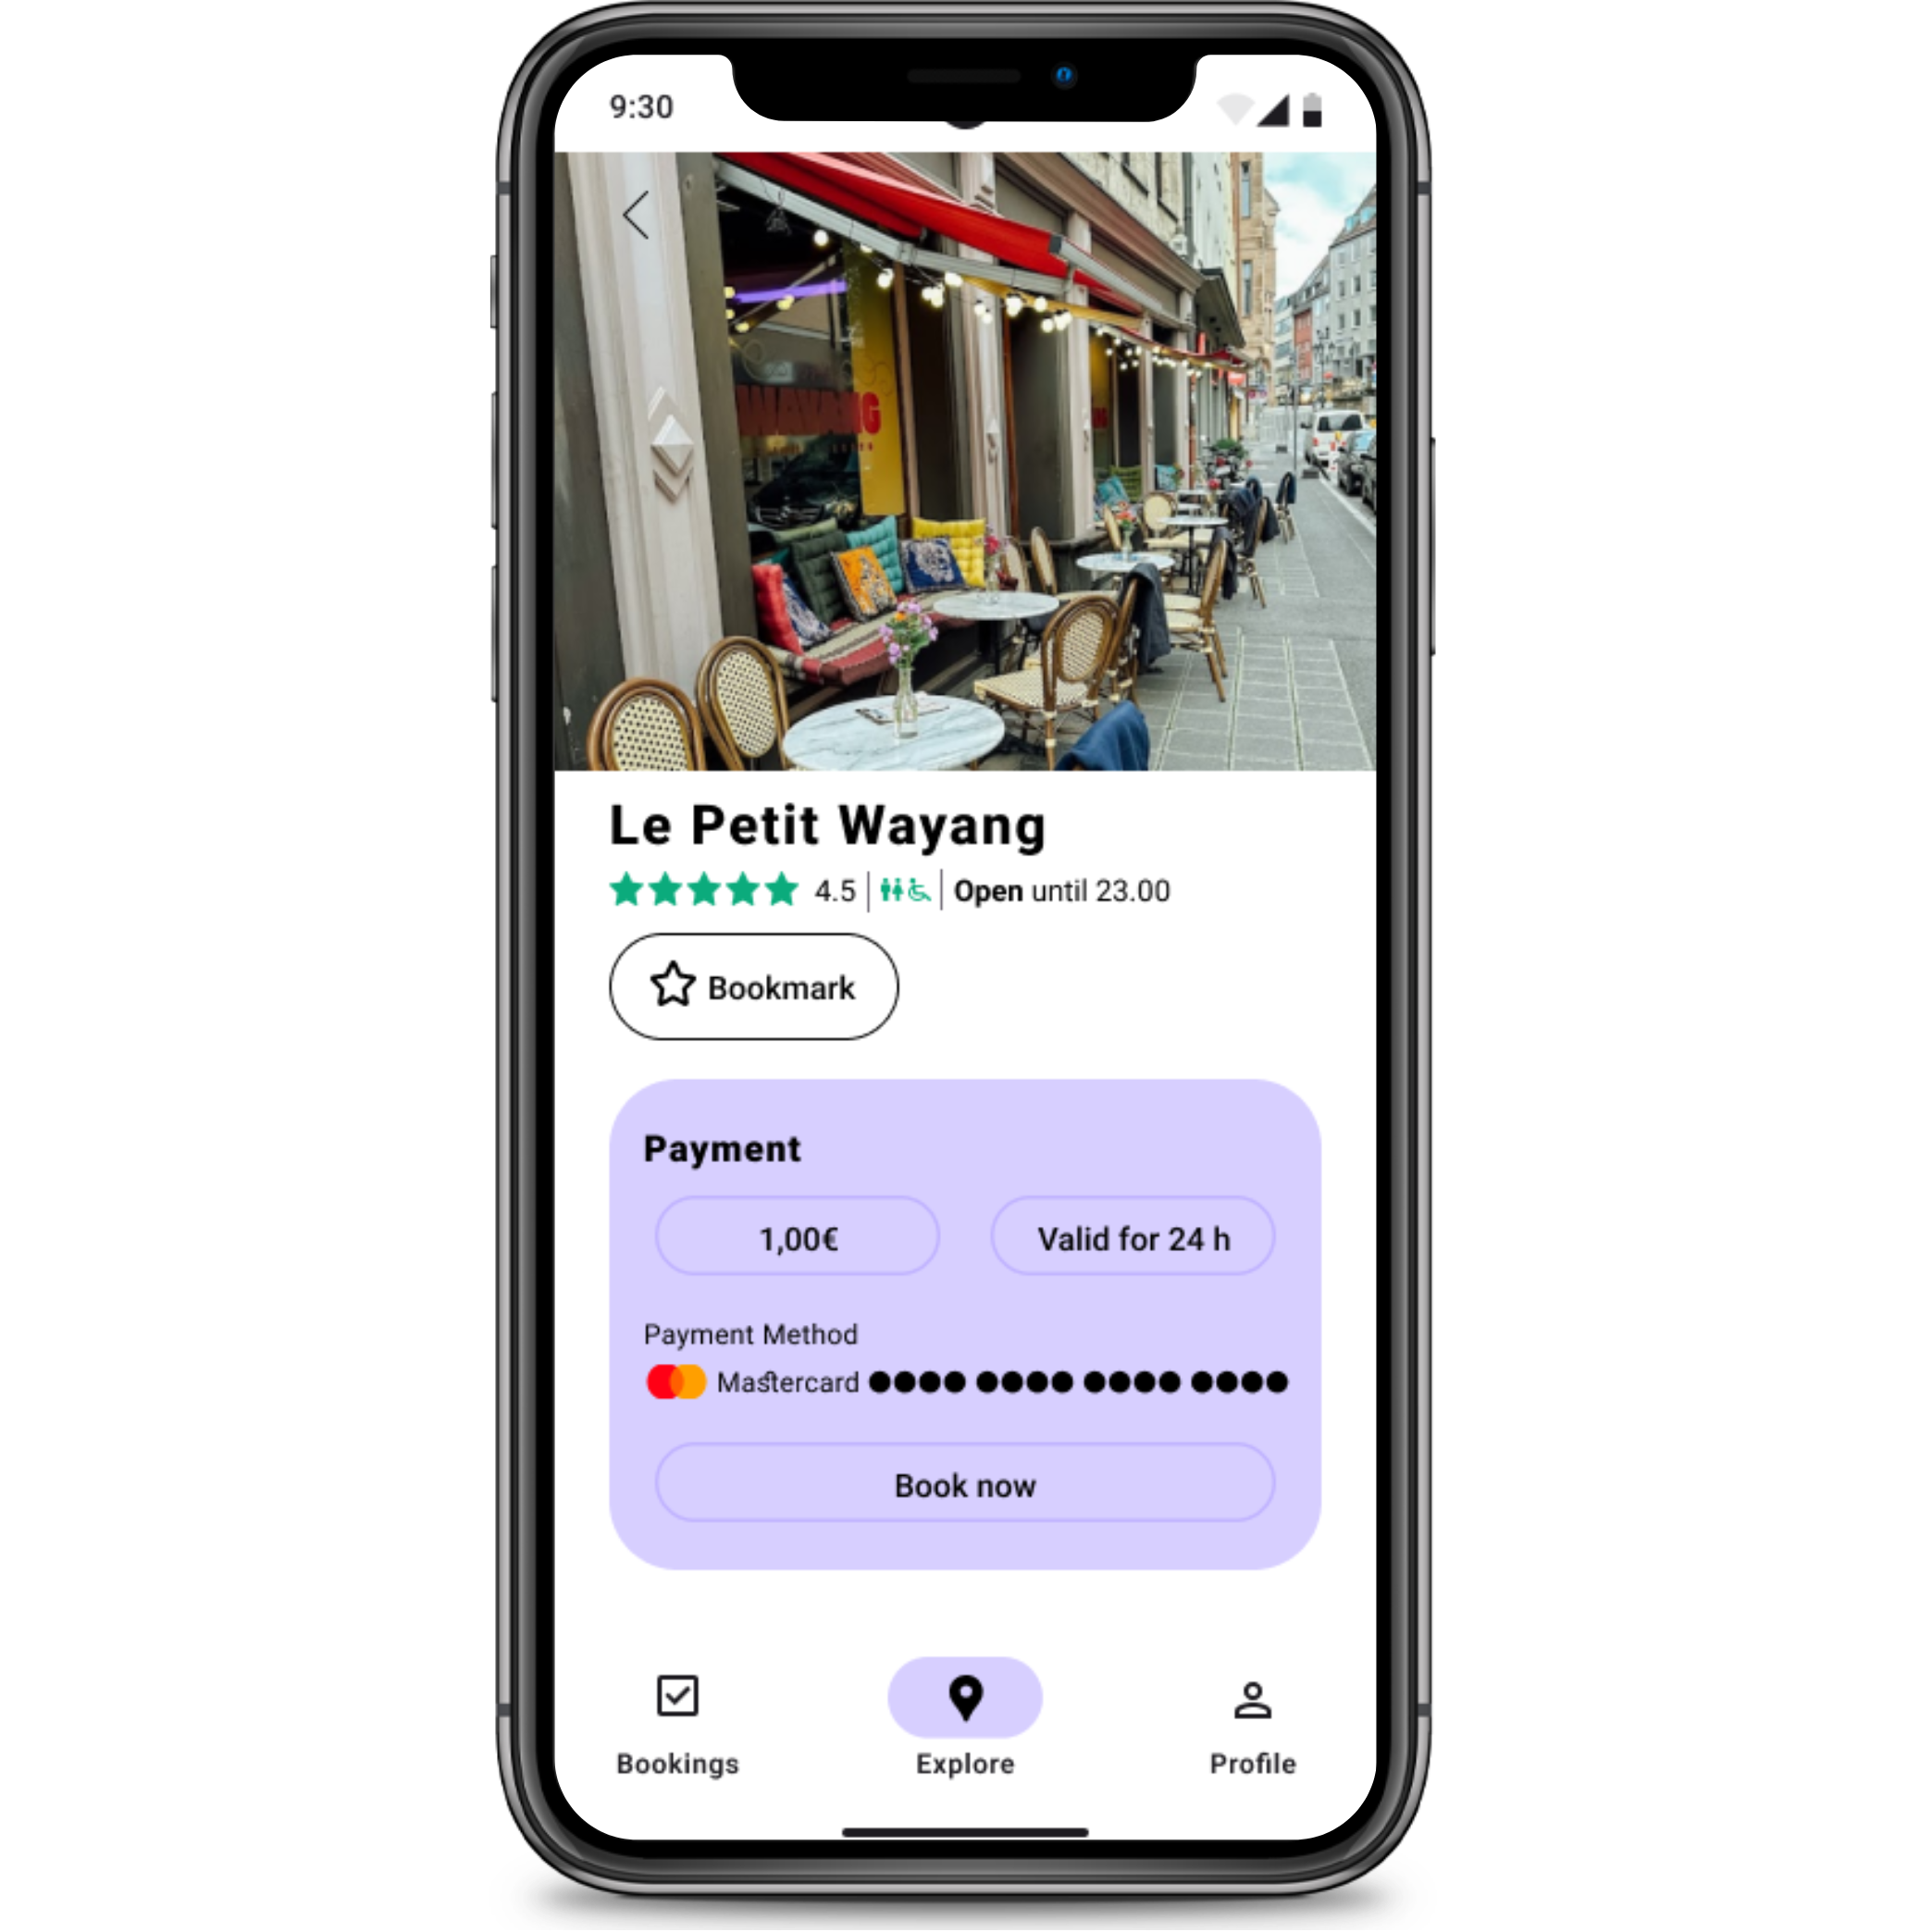 9:30
WAYANG
Le Petit Wayang
4.5 Open until 23.00
Bookmark
Payment
1,00€ Valid for 24 h
Payment Method
Mastercard ●●●● ●●●● ●●●● ●●●●
Book now
Bookings Explore Profile